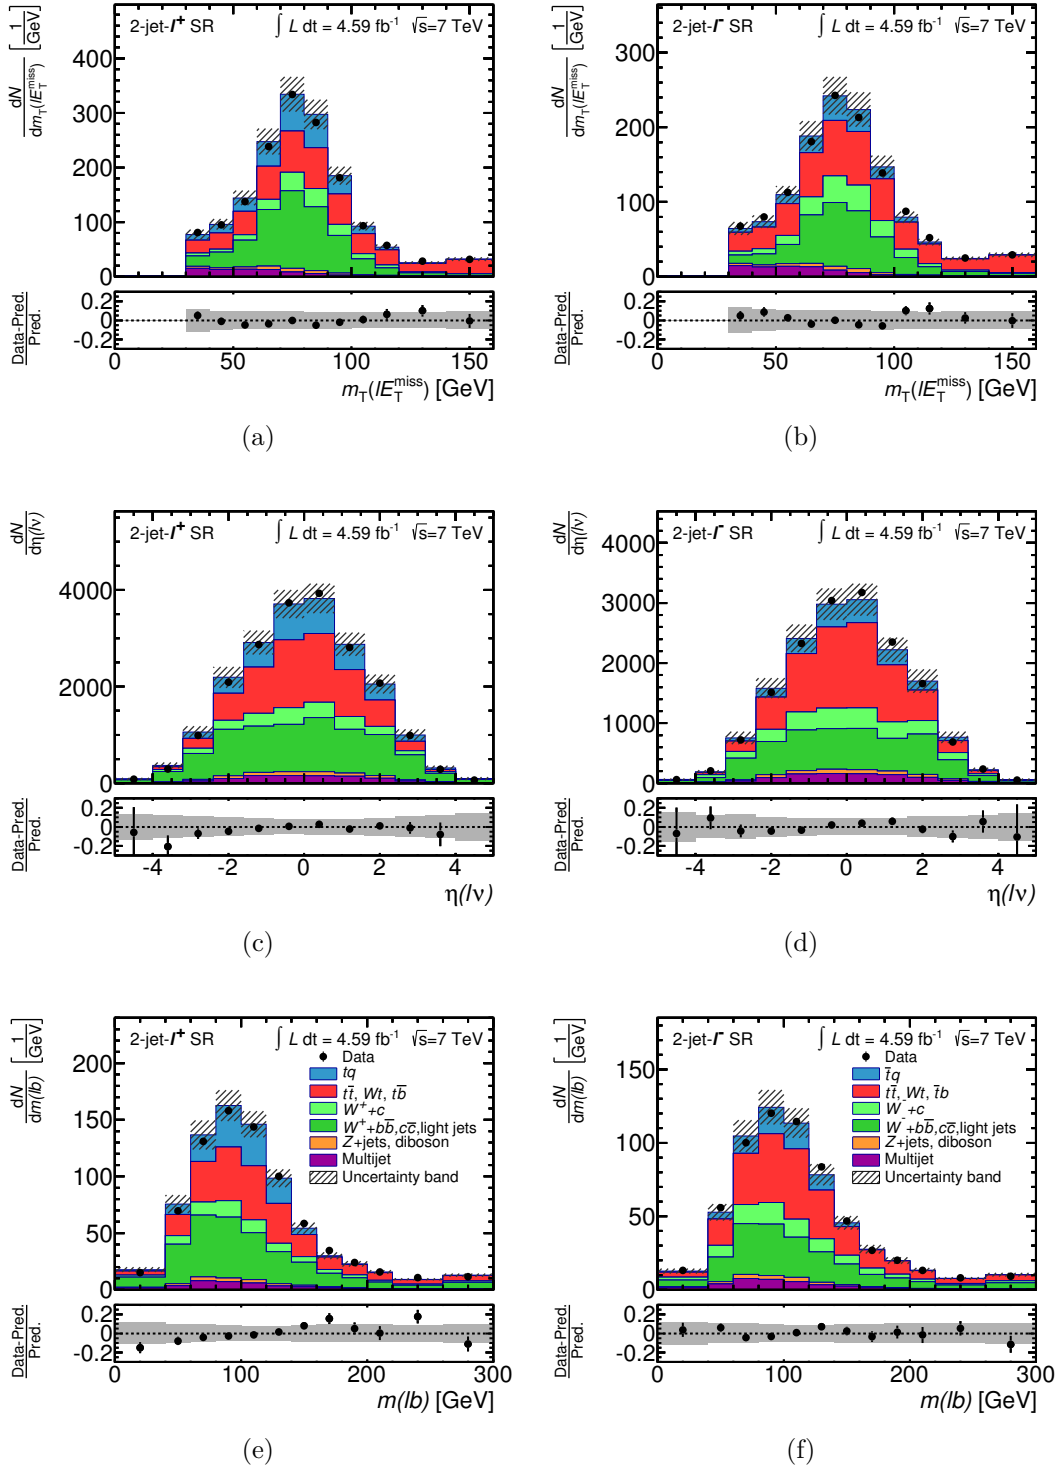 2-jet-l⁺ SR ∫ L dt = 4.59 fb⁻¹ √s=7 TeV
dN/dm_T(lE_T^miss) [1/GeV]
400
300
200
100
0
Data-Pred./Pred.
0.2
0
-0.2
0 50 100 150
m_T(lE_T^miss) [GeV]
(a)
2-jet-l⁻ SR ∫ L dt = 4.59 fb⁻¹ √s=7 TeV
dN/dm_T(lE_T^miss) [1/GeV]
300
200
100
0
Data-Pred./Pred.
0.2
0
-0.2
0 50 100 150
m_T(lE_T^miss) [GeV]
(b)
2-jet-l⁺ SR ∫ L dt = 4.59 fb⁻¹ √s=7 TeV
dN/dη(lν)
4000
2000
0
Data-Pred./Pred.
0.2
0
-0.2
-4 -2 0 2 4
η(lν)
(c)
2-jet-l⁻ SR ∫ L dt = 4.59 fb⁻¹ √s=7 TeV
dN/dη(lν)
4000
3000
2000
1000
0
Data-Pred./Pred.
0.2
0
-0.2
-4 -2 0 2 4
η(lν)
(d)
2-jet-l⁺ SR ∫ L dt = 4.59 fb⁻¹ √s=7 TeV
dN/dm(lb) [1/GeV]
200
150
100
50
0
Data
tq
tt̄, Wt, tb̄
W⁺+c
W⁺+bb̄,cc̄,light jets
Z+jets, diboson
Multijet
Uncertainty band
Data-Pred./Pred.
0.2
0
-0.2
0 100 200 300
m(lb) [GeV]
(e)
2-jet-l⁻ SR ∫ L dt = 4.59 fb⁻¹ √s=7 TeV
dN/dm(lb) [1/GeV]
150
100
50
0
Data
t̄q
tt̄, Wt, t̄b
W⁻+c
W⁻+bb̄,cc̄,light jets
Z+jets, diboson
Multijet
Uncertainty band
Data-Pred./Pred.
0.2
0
-0.2
0 100 200 300
m(lb) [GeV]
(f)